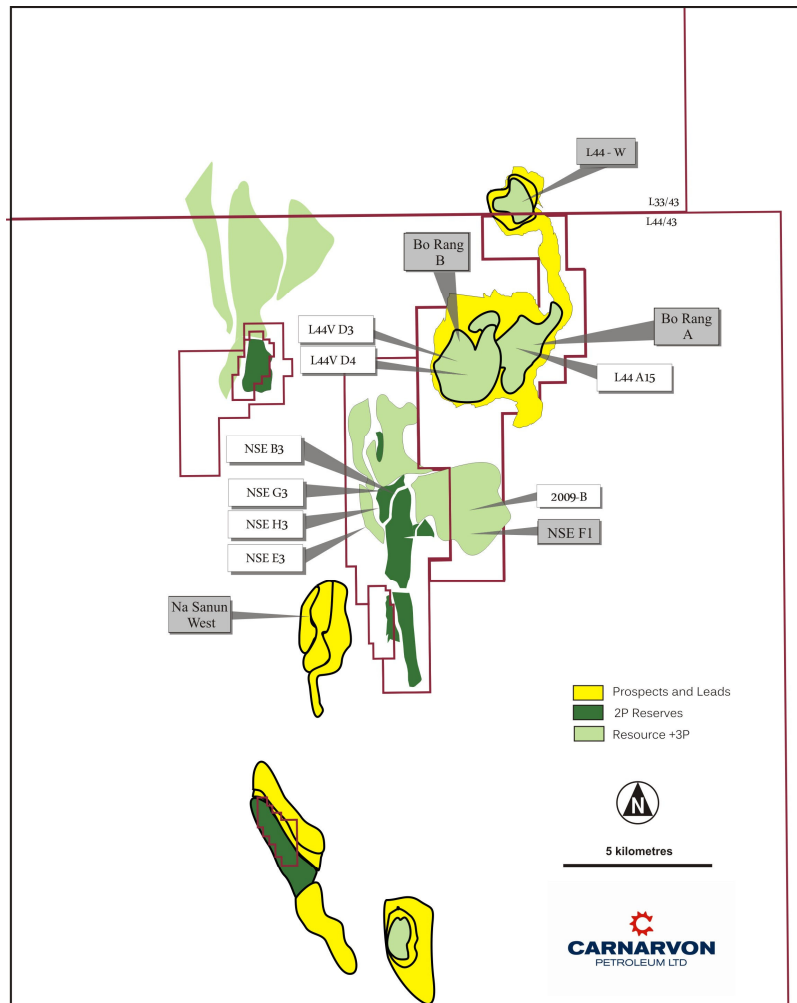 L44 - W
L33/43
L44/43
Bo Rang
B
L44V D3
L44V D4
Bo Rang
A
L44 A15
NSE B3
NSE G3
NSE H3
NSE E3
2009-B
NSE F1
Na Sanun
West
Prospects and Leads
2P Reserves
Resource +3P
N
5 kilometres
CARNARVON
PETROLEUM LTD